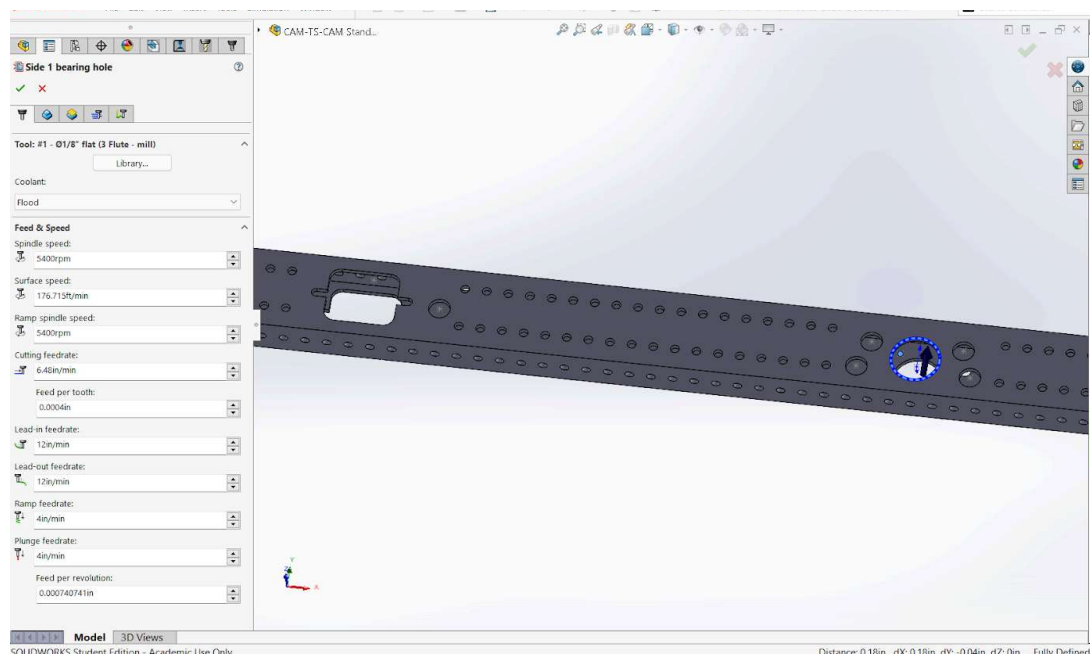 CAM-TS-CAM Stand...
Side 1 bearing hole
Tool: #1 - Ø1/8" flat (3 Flute - mill)
Library...
Coolant:
Flood
Feed & Speed
Spindle speed:
5400rpm
Surface speed:
176.715ft/min
Ramp spindle speed:
5400rpm
Cutting feedrate:
6.48in/min
Feed per tooth:
0.0004in
Lead-in feedrate:
12in/min
Lead-out feedrate:
12in/min
Ramp feedrate:
4in/min
Plunge feedrate:
4in/min
Feed per revolution:
0.000740741in
Y
Z
X
Model 3D Views
SOLIDWORKS Student Edition - Academic Use Only
Distance: 0.18in dX: 0.18in dY: -0.04in dZ: 0in Fully Defined